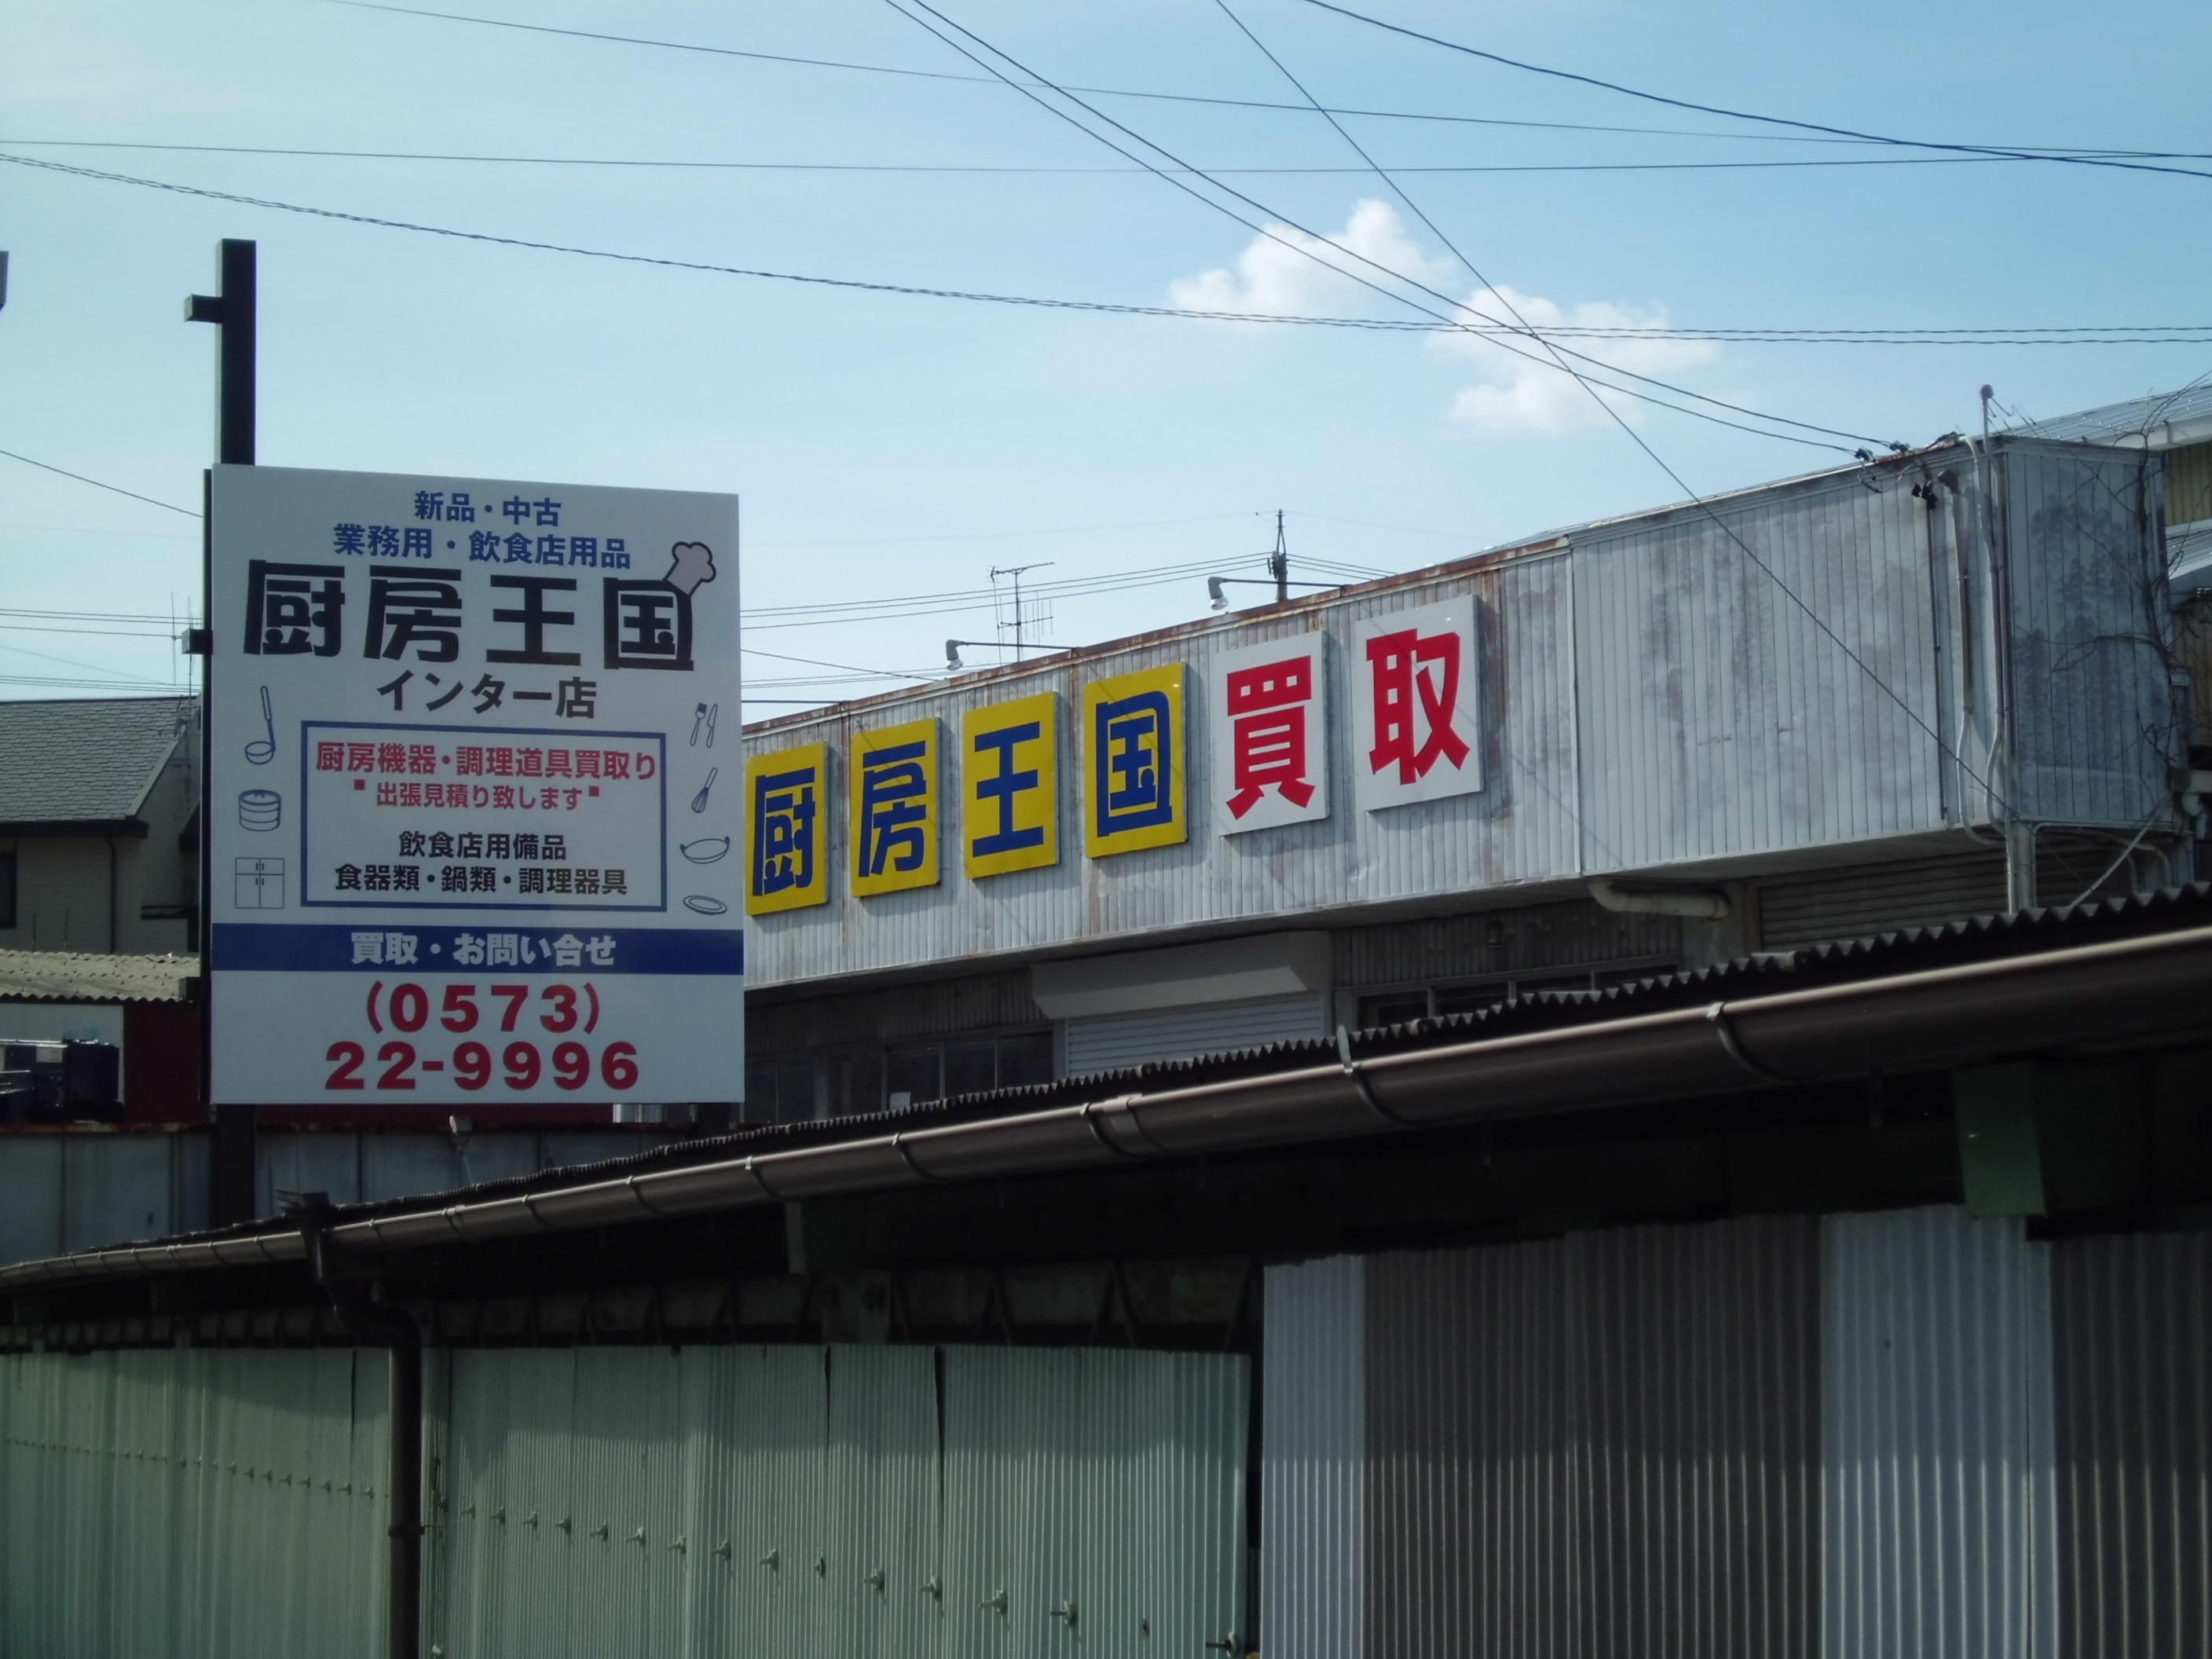 新品・中古
業務用・飲食店用品
厨房王国
インター店
厨房機器・調理道具買取り
"出張見積り致します"
飲食店用備品
食器類・鍋類・調理器具
買取・お問い合せ
(0573)
22-9996
厨房王国買取